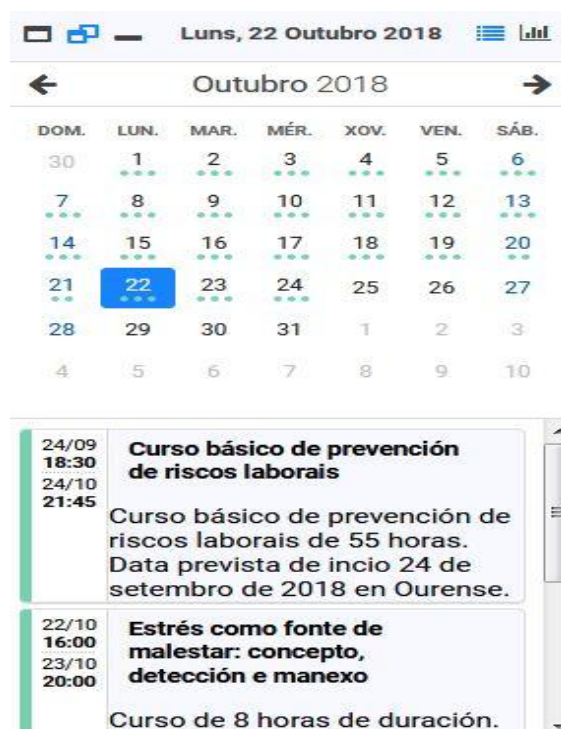 Luns, 22 Outubro 2018
Outubro 2018
DOM. LUN. MAR. MÉR. XOV. VEN. SÁB.
30 1 2 3 4 5 6
7 8 9 10 11 12 13
14 15 16 17 18 19 20
21 22 23 24 25 26 27
28 29 30 31 1 2 3
4 5 6 7 8 9 10
24/09
18:30
24/10
21:45
Curso básico de prevención
de riscos laborais
Curso básico de prevención de
riscos laborais de 55 horas.
Data prevista de incio 24 de
setembro de 2018 en Ourense.
22/10
16:00
23/10
20:00
Estrés como fonte de
malestar: concepto,
detección e manexo
Curso de 8 horas de duración.